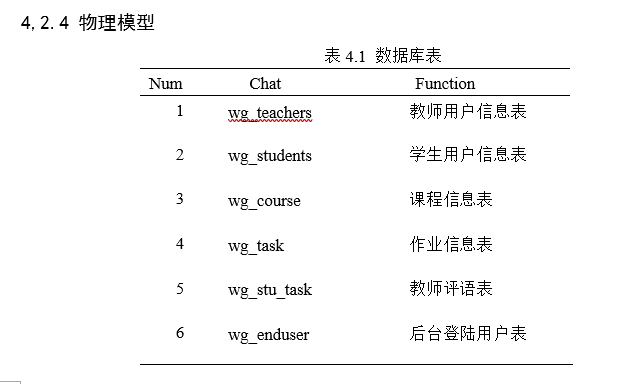 4,2.4 物理模型
表 4.1 数据库表
Num Chat Function
1 wg_teachers 教师用户信息表
2 wg_students 学生用户信息表
3 wg_course 课程信息表
4 wg_task 作业信息表
5 wg_stu_task 教师评语表
6 wg_enduser 后台登陆用户表